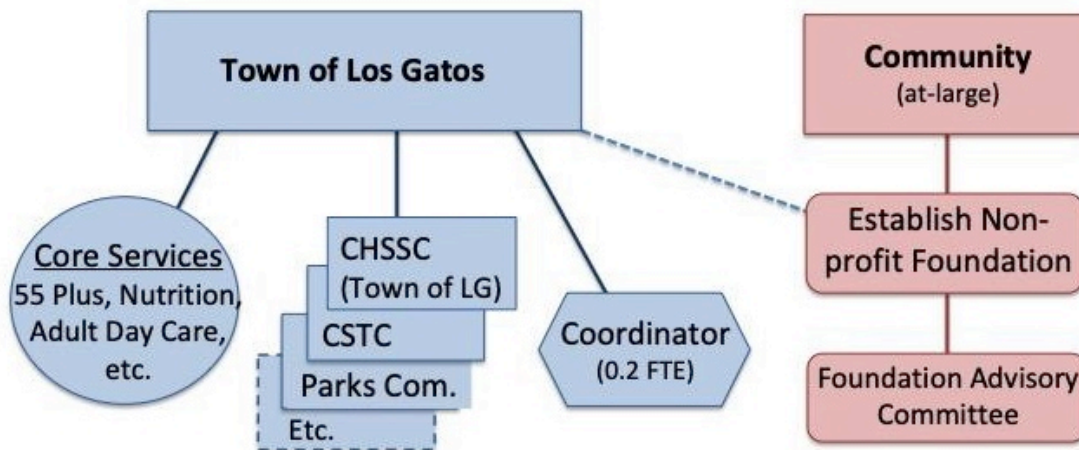 Town of Los Gatos
Community
(at-large)
Core Services
55 Plus, Nutrition,
Adult Day Care,
etc.
CHSSC
(Town of LG)
CSTC
Parks Com.
Etc.
Coordinator
(0.2 FTE)
Establish Non-
profit Foundation
Foundation Advisory
Committee